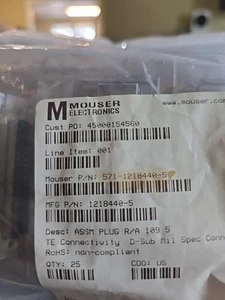 MOUSER
ELECTRONICS
www.mouser.com
Cust PO: 45000154560
Line Item: 001
Mouser P/N: 571-1218440-5
MFG P/N: 1218440-5
Desc: ASSM PLUG R/A 109 S
TE Connectivity D-Sub Mil Spec Conne
RoHS: non-compliant
QTY: 25 COO: US